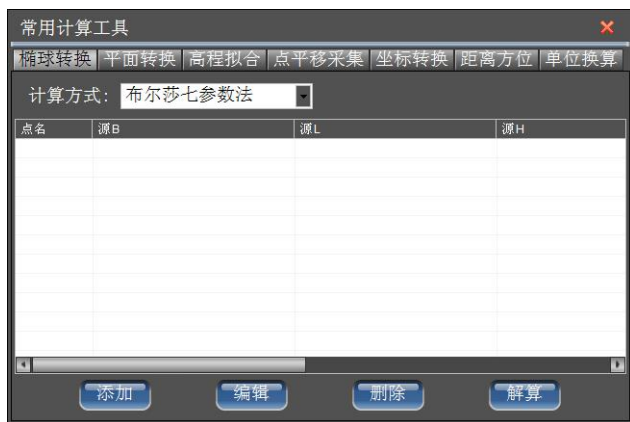 常用计算工具
椭球转换 平面转换 高程拟合 点平移采集 坐标转换 距离方位 单位换算
计算方式: 布尔莎七参数法
点名 源B 源L 源H
添加 编辑 删除 解算